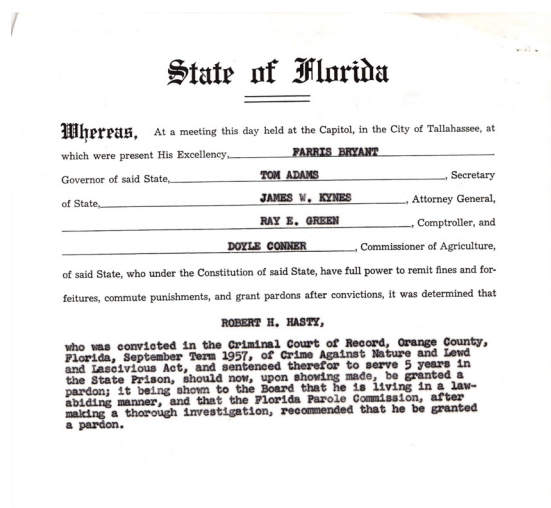 State of Florida
Whereas, At a meeting this day held at the Capitol, in the City of Tallahassee, at
which were present His Excellency, FARRIS BRYANT
Governor of said State, TOM ADAMS, Secretary
of State, JAMES W. KYNES, Attorney General,
RAY E. GREEN, Comptroller, and
DOYLE CONNER, Commissioner of Agriculture,
of said State, who under the Constitution of said State, have full power to remit fines and for-
feitures, commute punishments, and grant pardons after convictions, it was determined that
ROBERT H. HASTY,
who was convicted in the Criminal Court of Record, Orange County,
Florida, September Term 1957, of Crime Against Nature and Lewd
and Lascivious Act, and sentenced therefor to serve 5 years in
the State Prison, should now, upon showing made, be granted a
pardon; it being shown to the Board that he is living in a law-
abiding manner, and that the Florida Parole Commission, after
making a thorough investigation, recommended that he be granted
a pardon.